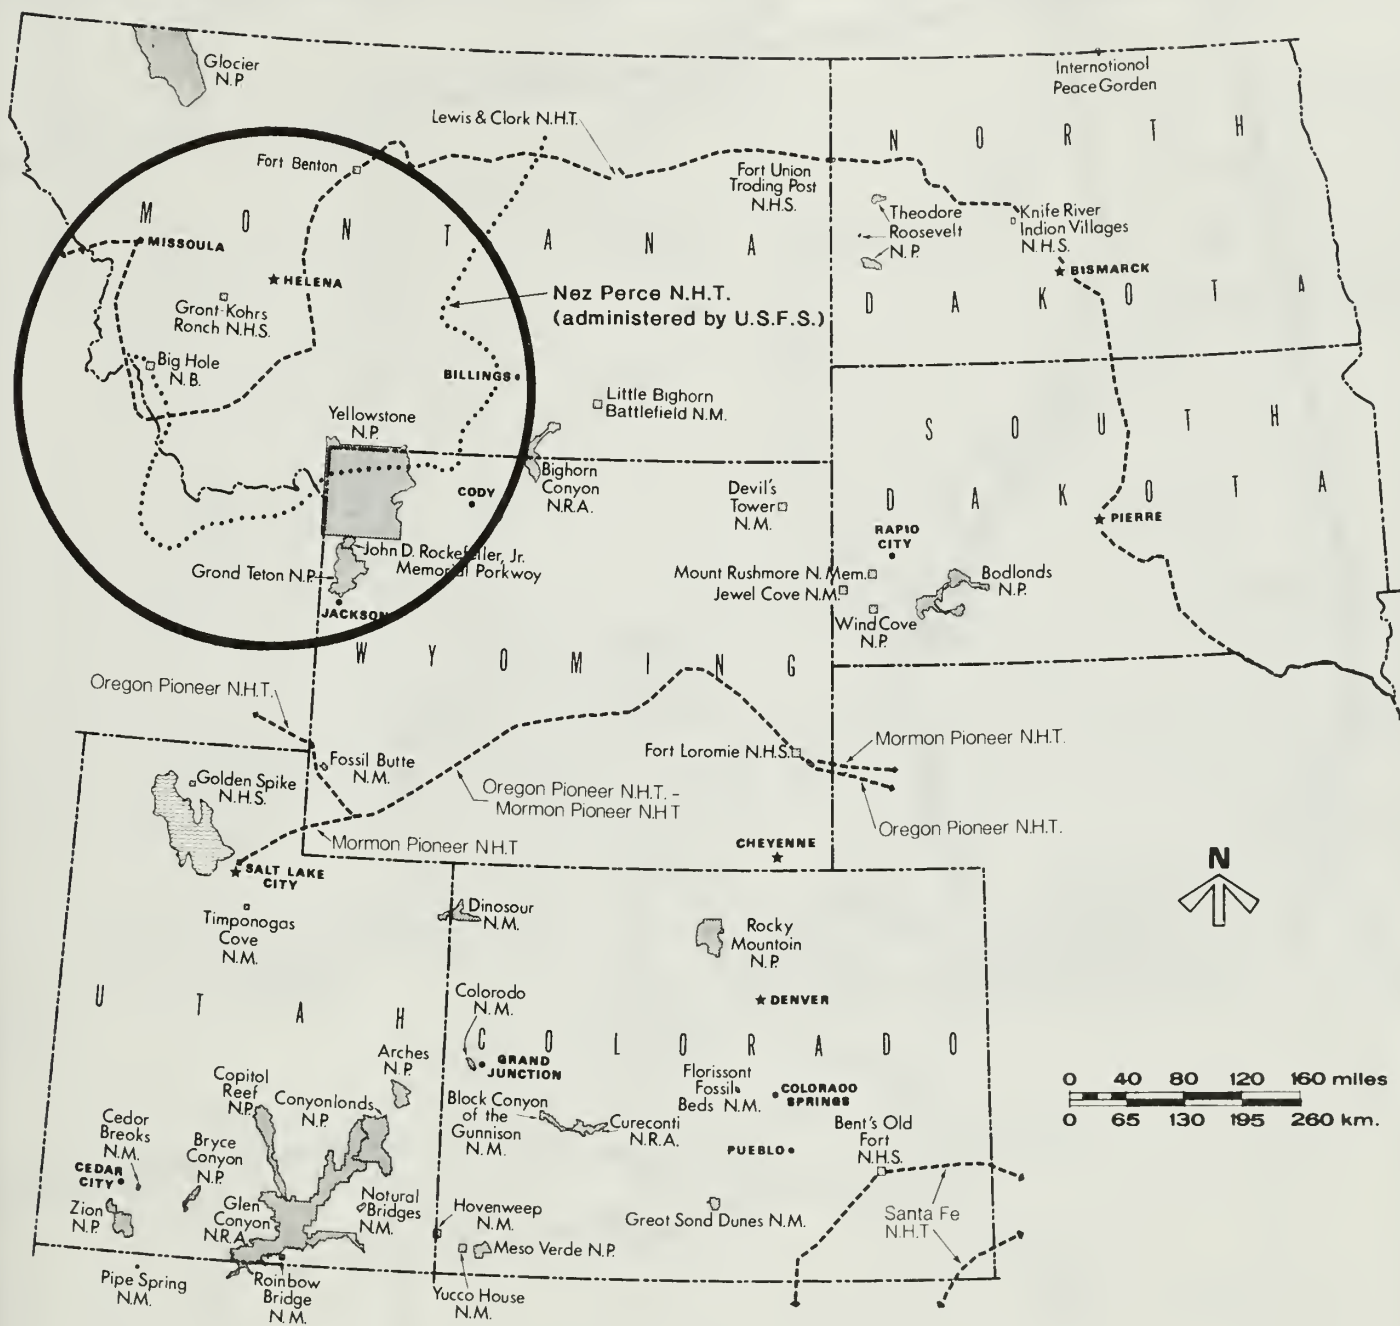 Glocier
N.P.
Internotionol
Peace Gorden
Lewis & Clork N.H.T.
N O R T H
Fort Benton
Fort Union
Troding Post
N.H.S.
Theodore
Roosevelt
N.P.
Knife River
Indion Villages
N.H.S.
M O N T A N A
MISSOULA
HELENA
BISMARCK
Gront-Kohrs
Ronch N.H.S.
Nez Perce N.H.T.
(administered by U.S.F.S.)
D A K O T A
Big Hole
N.B.
BILLINGS
Little Bighorn
Battlefield N.M.
Yellowstone
N.P.
S O U T H
Bighorn
Conyon
N.R.A.
CODY
Devil's
Tower
N.M.
D A K O T A
RAPIO
CITY
PIERRE
John D. Rockefeller, Jr.
Memorial Porkwoy
Grond Teton N.P.
JACKSON
Mount Rushmore N. Mem.
Jewel Cove N.M.
Wind Cove
N.P.
Bodlonds
N.P.
W Y O M I N G
Oregon Pioneer N.H.T.
Fossil Butte
N.M.
Fort Loromie N.H.S.
Mormon Pioneer N.H.T.
Golden Spike
N.H.S.
Oregon Pioneer N.H.T. -
Mormon Pioneer N.H.T
Oregon Pioneer N.H.T.
Mormon Pioneer N.H.T
CHEYENNE
SALT LAKE
CITY
N
Timponogas
Cove
N.M.
Dinosour
N.M.
Rocky
Mountoin
N.P.
U T A H
Colorodo
N.M.
DENVER
C O L O R A D O
GRAND
JUNCTION
Arches
N.P.
Copitol
Reef
N.P.
Conyonlonds
N.P.
Florissont
Fossil
Beds N.M.
COLORADO
SPRINGS
0 40 80 120 160 miles
0 65 130 195 260 km.
Block Conyon
of the
Gunnison
N.M.
Cureconti
N.R.A.
Cedor
Breoks
N.M.
Bryce
Conyon
N.P.
Bent's Old
Fort
N.H.S.
PUEBLO
CEDAR
CITY
Zion
N.P.
Glen
Conyon
N.R.A.
Notural
Bridges
N.M.
Hovenweep
N.M.
Greot Sond Dunes N.M.
Santa Fe
N.H.T
Meso Verde N.P.
Pipe Spring
N.M.
Roinbow
Bridge
N.M.
Yucco House
N.M.